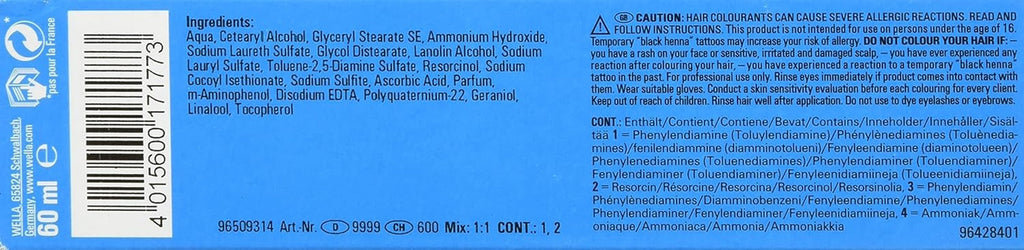 WELLA, 65824 Schwalbach,
Germany. www.wella.com
60 ml e
*pas pour la France
4 015600 171773
Ingredients:
Aqua, Cetearyl Alcohol, Glyceryl Stearate SE, Ammonium Hydroxide,
Sodium Laureth Sulfate, Glycol Distearate, Lanolin Alcohol, Sodium
Lauryl Sulfate, Toluene-2,5-Diamine Sulfate, Resorcinol, Sodium
Cocoyl Isethionate, Sodium Sulfite, Ascorbic Acid, Parfum,
m-Aminophenol, Disodium EDTA, Polyquaternium-22, Geraniol,
Linalool, Tocopherol
96509314 Art.-Nr. D 9999 CH 600 Mix: 1:1 CONT.: 1, 2
GB CAUTION: HAIR COLOURANTS CAN CAUSE SEVERE ALLERGIC REACTIONS. READ AND
FOLLOW INSTRUCTIONS. This product is not intended for use on persons under the age of 16.
Temporary "black henna" tattoos may increase your risk of allergy. DO NOT COLOUR YOUR HAIR IF: –
you have a rash on your face or sensitive, irritated and damaged scalp, – you have ever experienced any
reaction after colouring your hair, – you have experienced a reaction to a temporary "black henna"
tattoo in the past. For professional use only. Rinse eyes immediately if product comes into contact with
them. Wear suitable gloves. Conduct a skin sensitivity evaluation before each colouring for every client.
Keep out of reach of children. Rinse hair well after application. Do not use to dye eyelashes or eyebrows.
CONT.: Enthält/Contient/Contiene/Bevat/Contains/Inneholder/Innehåller/Sisäl-
tää 1 = Phenylendiamine (Toluylendiamine)/Phénylènediamines (Toluènedia-
mines)/fenilendiammine (diamminotolueni)/Fenyleendiamine (diaminotolueen)/
Phenylenediamines (Toluenediamines)/Phenylendiaminer (Toluendiaminer)/
Fenylendiaminer (Toluendiaminer)/Fenyleenidiamiineja (Tolueenidiamiineja),
2 = Resorcin/Résorcine/Resorcina/Resorcinol/Resorsinolia, 3 = Phenylendiamin/
Phénylènediamines/Diamminobenzeni/Fenyleendiamine/Phenylenediamines/
Phenylendiaminer/Fenylendiaminer/Fenyleenidiamiineja, 4 = Ammoniak/Amm-
oniaque/Ammoniaca/Ammonia/Ammoniakkia
96428401